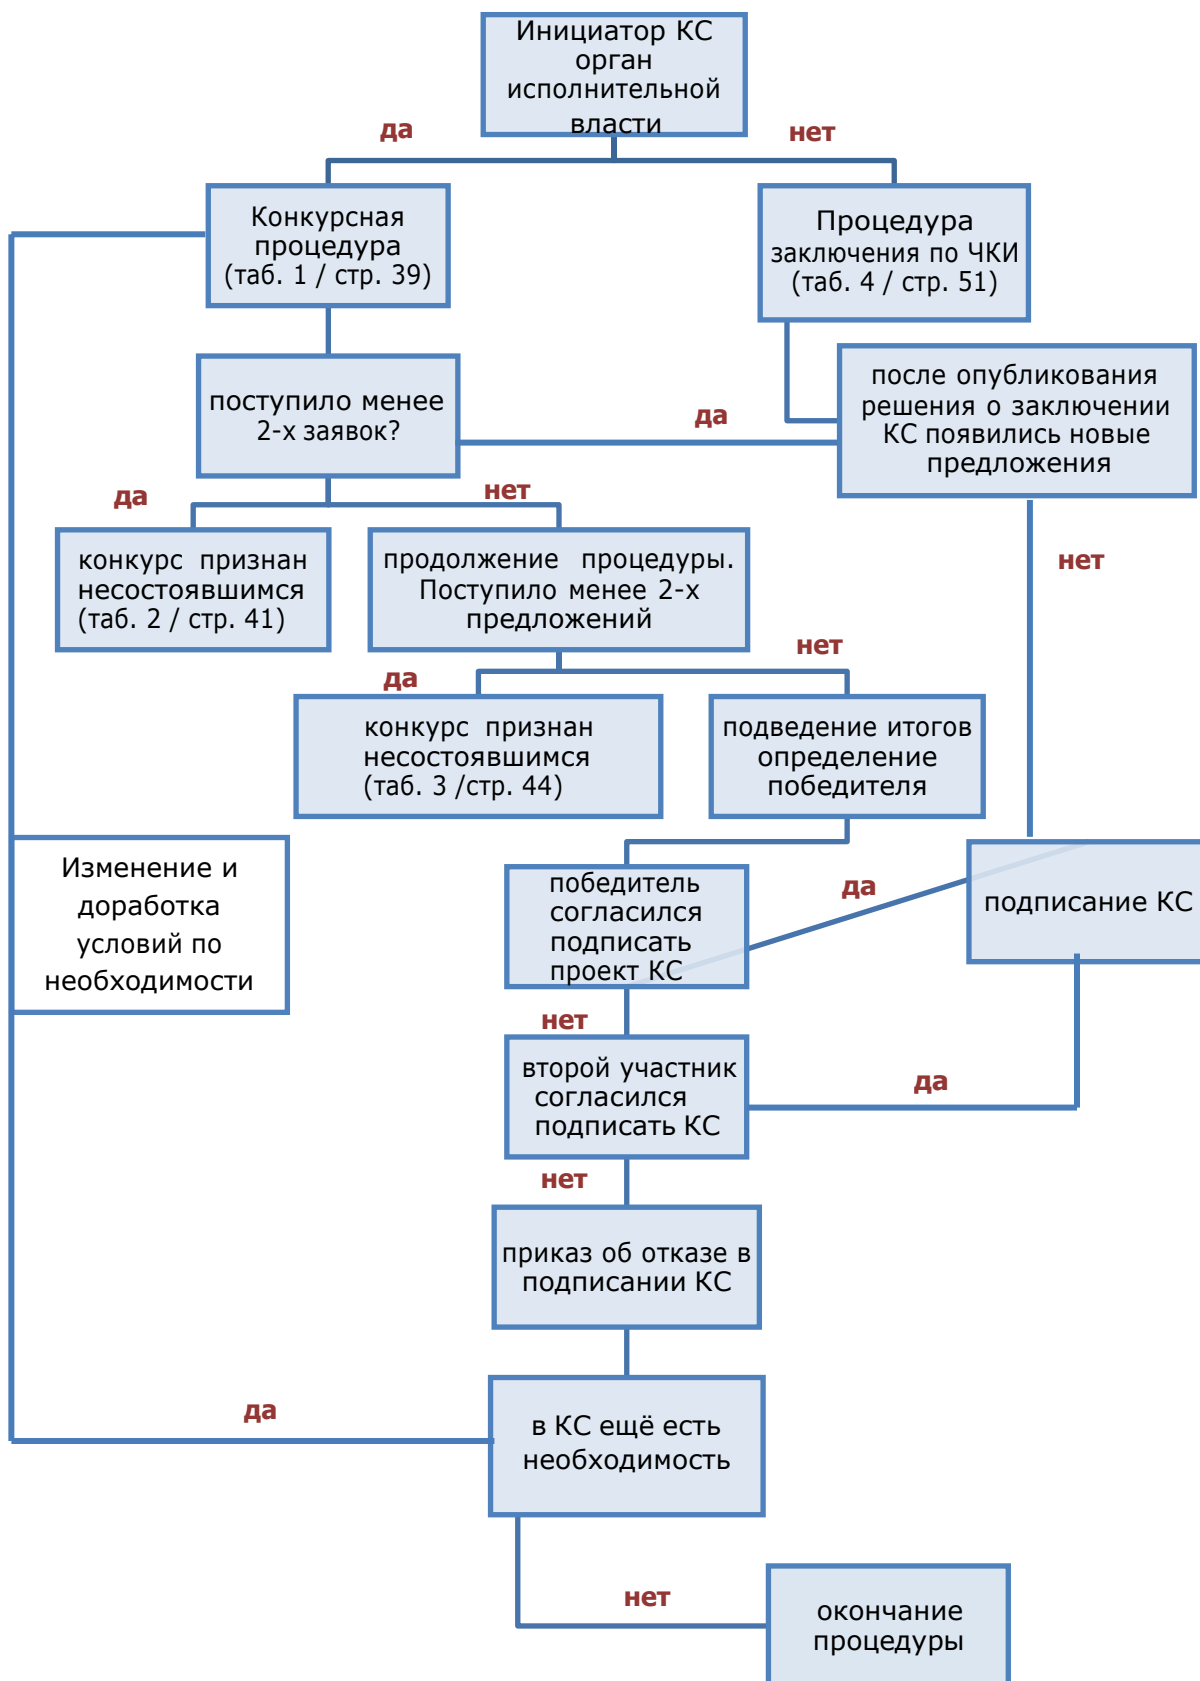 Инициатор КС
орган
исполнительной
власти
да
нет
Конкурсная
процедура
(таб. 1 / стр. 39)
Процедура
заключения по ЧКИ
(таб. 4 / стр. 51)
поступило менее
2-х заявок?
да
после опубликования
решения о заключении
КС появились новые
предложения
да
нет
нет
конкурс признан
несостоявшимся
(таб. 2 / стр. 41)
продолжение процедуры.
Поступило менее 2-х
предложений
да
нет
конкурс признан
несостоявшимся
(таб. 3 /стр. 44)
подведение итогов
определение
победителя
Изменение и
доработка
условий по
необходимости
победитель
согласился
подписать
проект КС
да
подписание КС
нет
второй участник
согласился
подписать КС
да
нет
приказ об отказе в
подписании КС
да
в КС ещё есть
необходимость
нет
окончание
процедуры